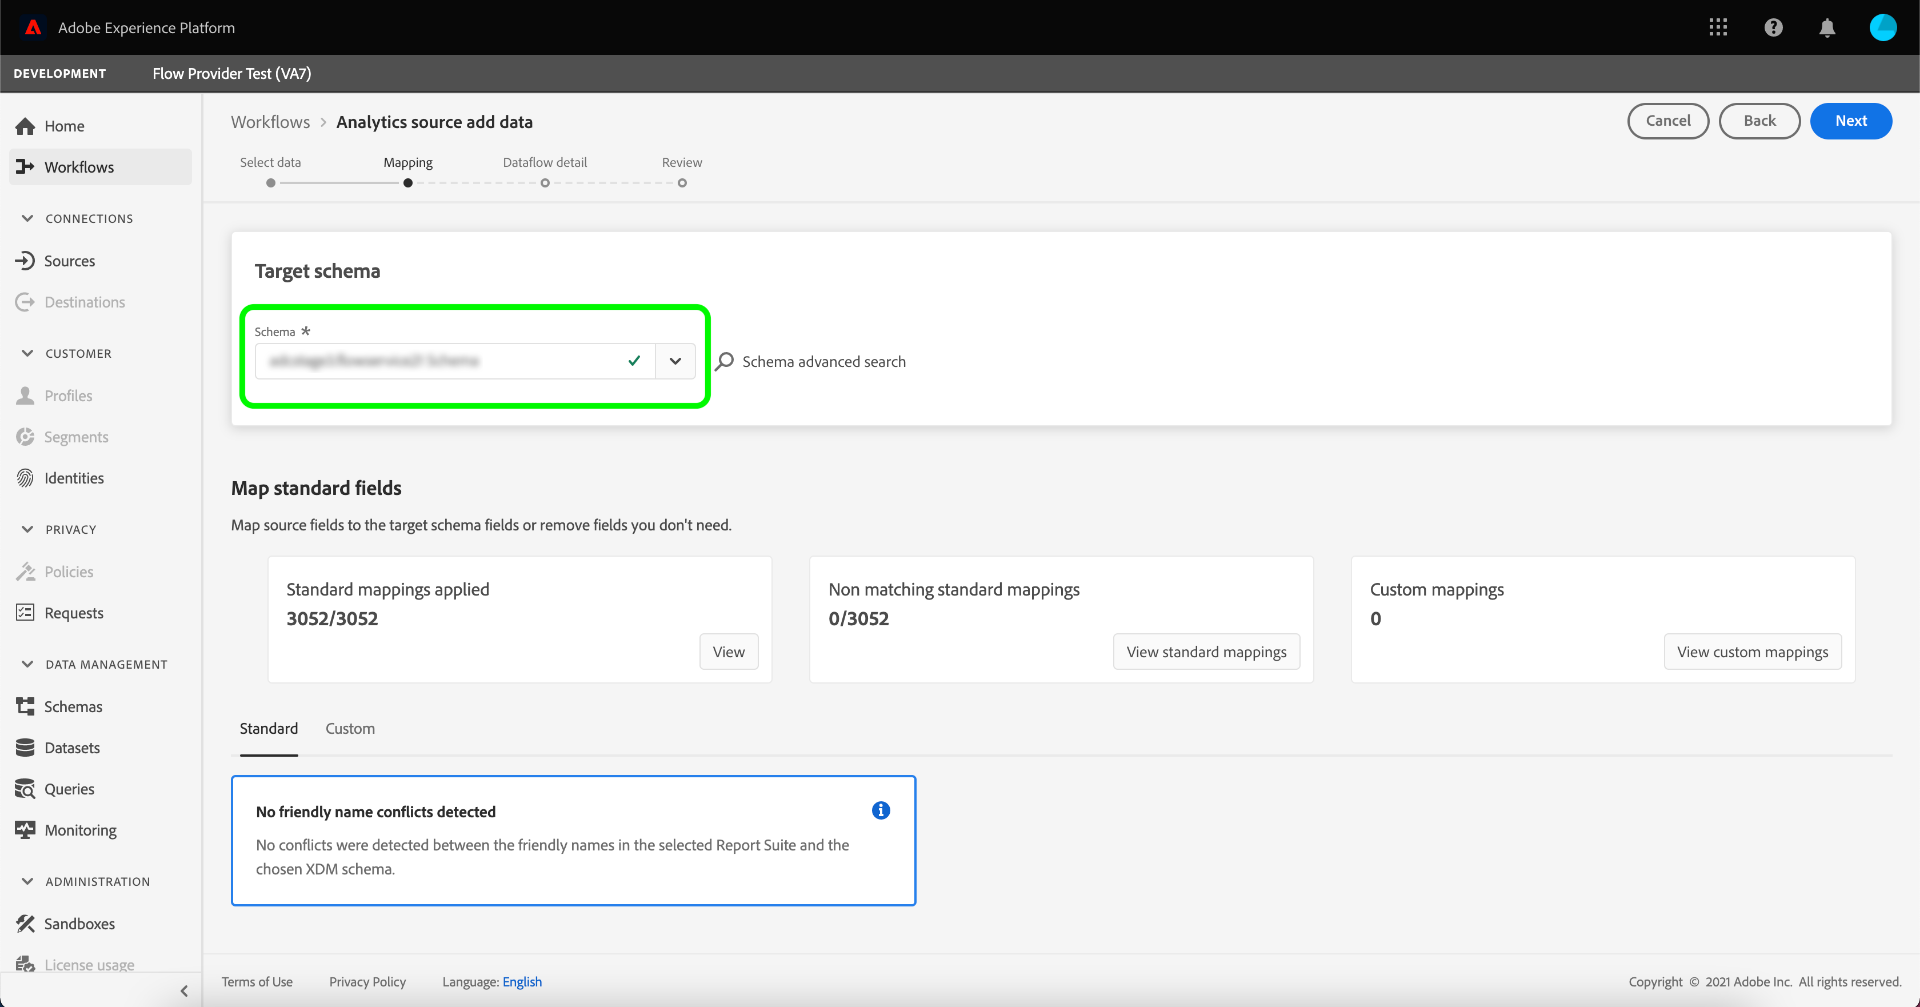 Adobe Experience Platform
DEVELOPMENT
Flow Provider Test (VA7)
Home
Workflows
CONNECTIONS
Sources
Destinations
CUSTOMER
Profiles
Segments
Identities
PRIVACY
Policies
Requests
DATA MANAGEMENT
Schemas
Datasets
Queries
Monitoring
ADMINISTRATION
Sandboxes
License usage
Workflows > Analytics source add data
Cancel
Back
Next
Select data
Mapping
Dataflow detail
Review
Target schema
Schema *
Schema advanced search
Map standard fields
Map source fields to the target schema fields or remove fields you don't need.
Standard mappings applied
3052/3052
View
Non matching standard mappings
0/3052
View standard mappings
Custom mappings
0
View custom mappings
Standard
Custom
No friendly name conflicts detected
No conflicts were detected between the friendly names in the selected Report Suite and the
chosen XDM schema.
Terms of Use
Privacy Policy
Language: English
Copyright © 2021 Adobe Inc. All rights reserved.